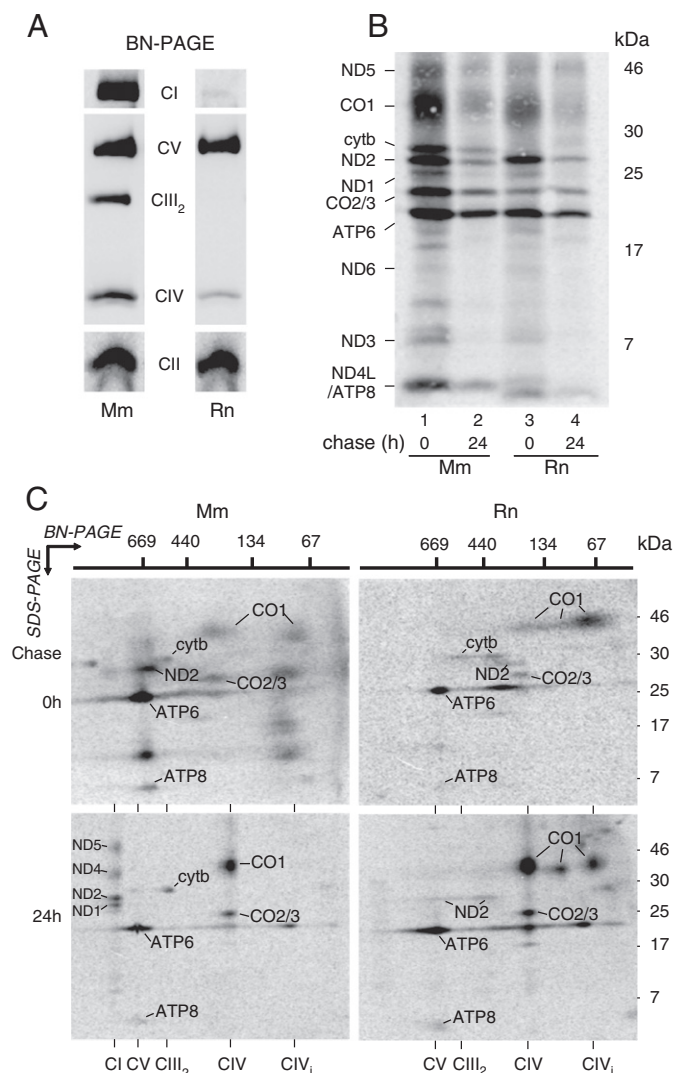 A
BN-PAGE
CI
CV
CIII2
CIV
CII
Mm Rn
B
kDa
ND5
CO1
cytb
ND2
ND1
CO2/3
ATP6
ND6
ND3
ND4L
/ATP8
46
30
25
17
7
1 2 3 4
chase (h) 0 24 0 24
Mm Rn
C
Mm Rn
BN-PAGE
SDS-PAGE
669 440 134 67
669 440 134 67
kDa
Chase
0h
CO1
cytb
ND2
CO2/3
ATP6
ATP8
CO1
cytb
ND2
CO2/3
ATP6
ATP8
46
30
25
17
7
24h
ND5
ND4
ND2
ND1
CO1
cytb
CO2/3
ATP6
ATP8
CO1
ND2
CO2/3
ATP6
ATP8
46
30
25
17
7
CI CV CIII2 CIV CIVi
CV CIII2 CIV CIVi